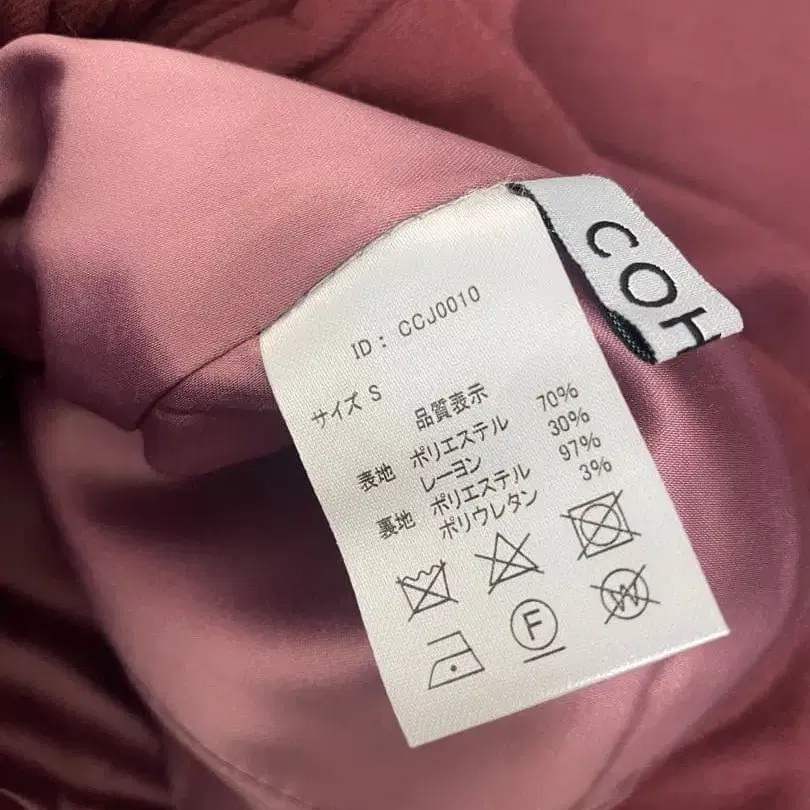 COH
ID: CCJ0010
サイズ S
品質表示
表地 ポリエステル 70%
レーヨン 30%
裏地 ポリエステル 97%
ポリウレタン 3%
F
W